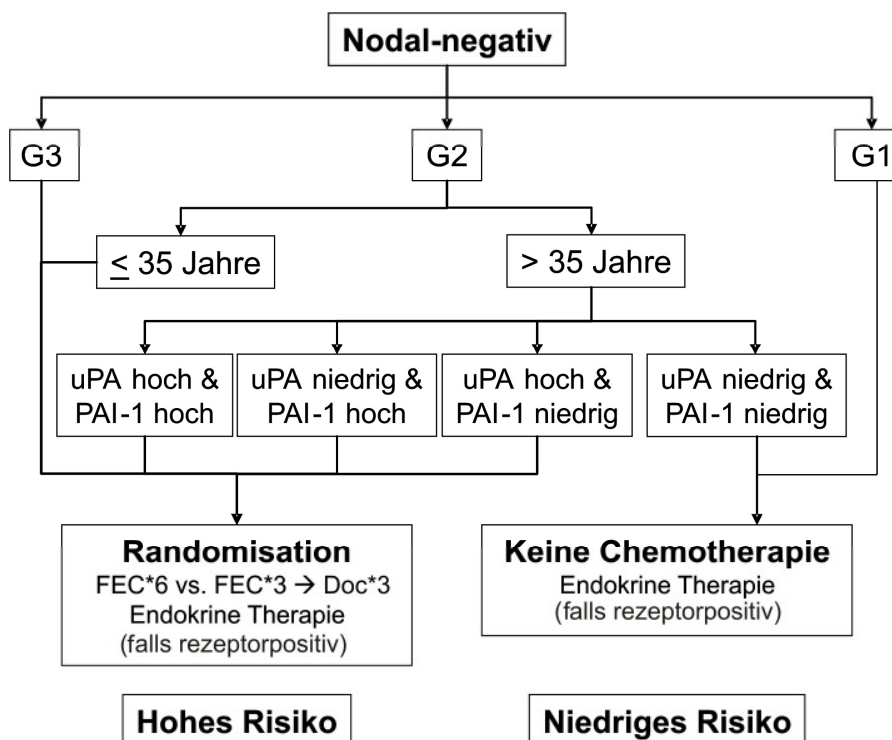 Nodal-negativ
G3
G2
G1
≤ 35 Jahre
> 35 Jahre
uPA hoch &
PAI-1 hoch
uPA niedrig &
PAI-1 hoch
uPA hoch &
PAI-1 niedrig
uPA niedrig &
PAI-1 niedrig
Randomisation
FEC*6 vs. FEC*3 → Doc*3
Endokrine Therapie
(falls rezeptorpositiv)
Keine Chemotherapie
Endokrine Therapie
(falls rezeptorpositiv)
Hohes Risiko
Niedriges Risiko